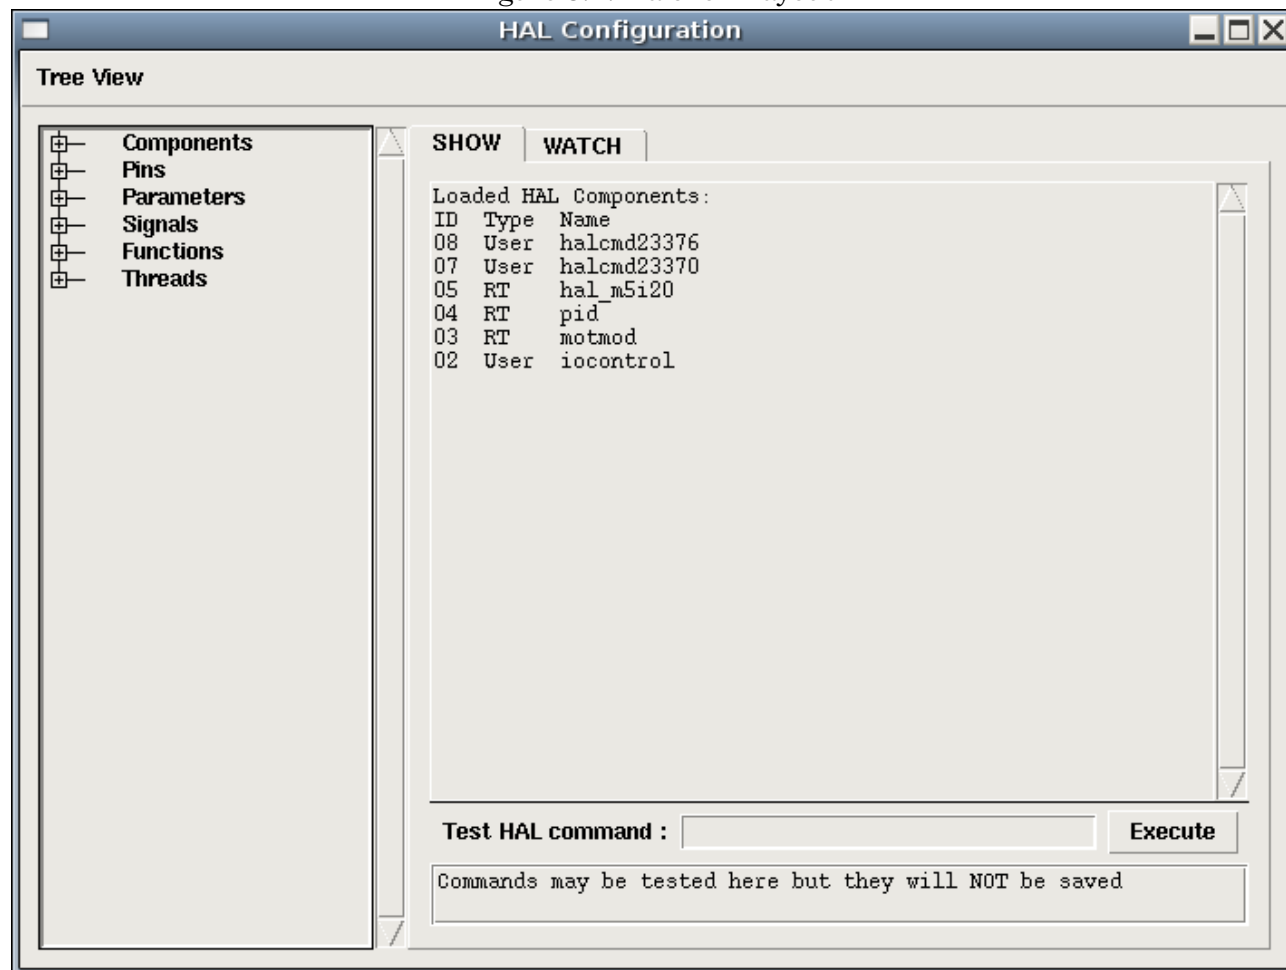 HAL Configuration
Tree View
Components
Pins
Parameters
Signals
Functions
Threads
SHOW WATCH
Loaded HAL Components:
ID Type Name
08 User halcmd23376
07 User halcmd23370
05 RT hal_m5i20
04 RT pid
03 RT motmod
02 User iocontrol
Test HAL command : Execute
Commands may be tested here but they will NOT be saved